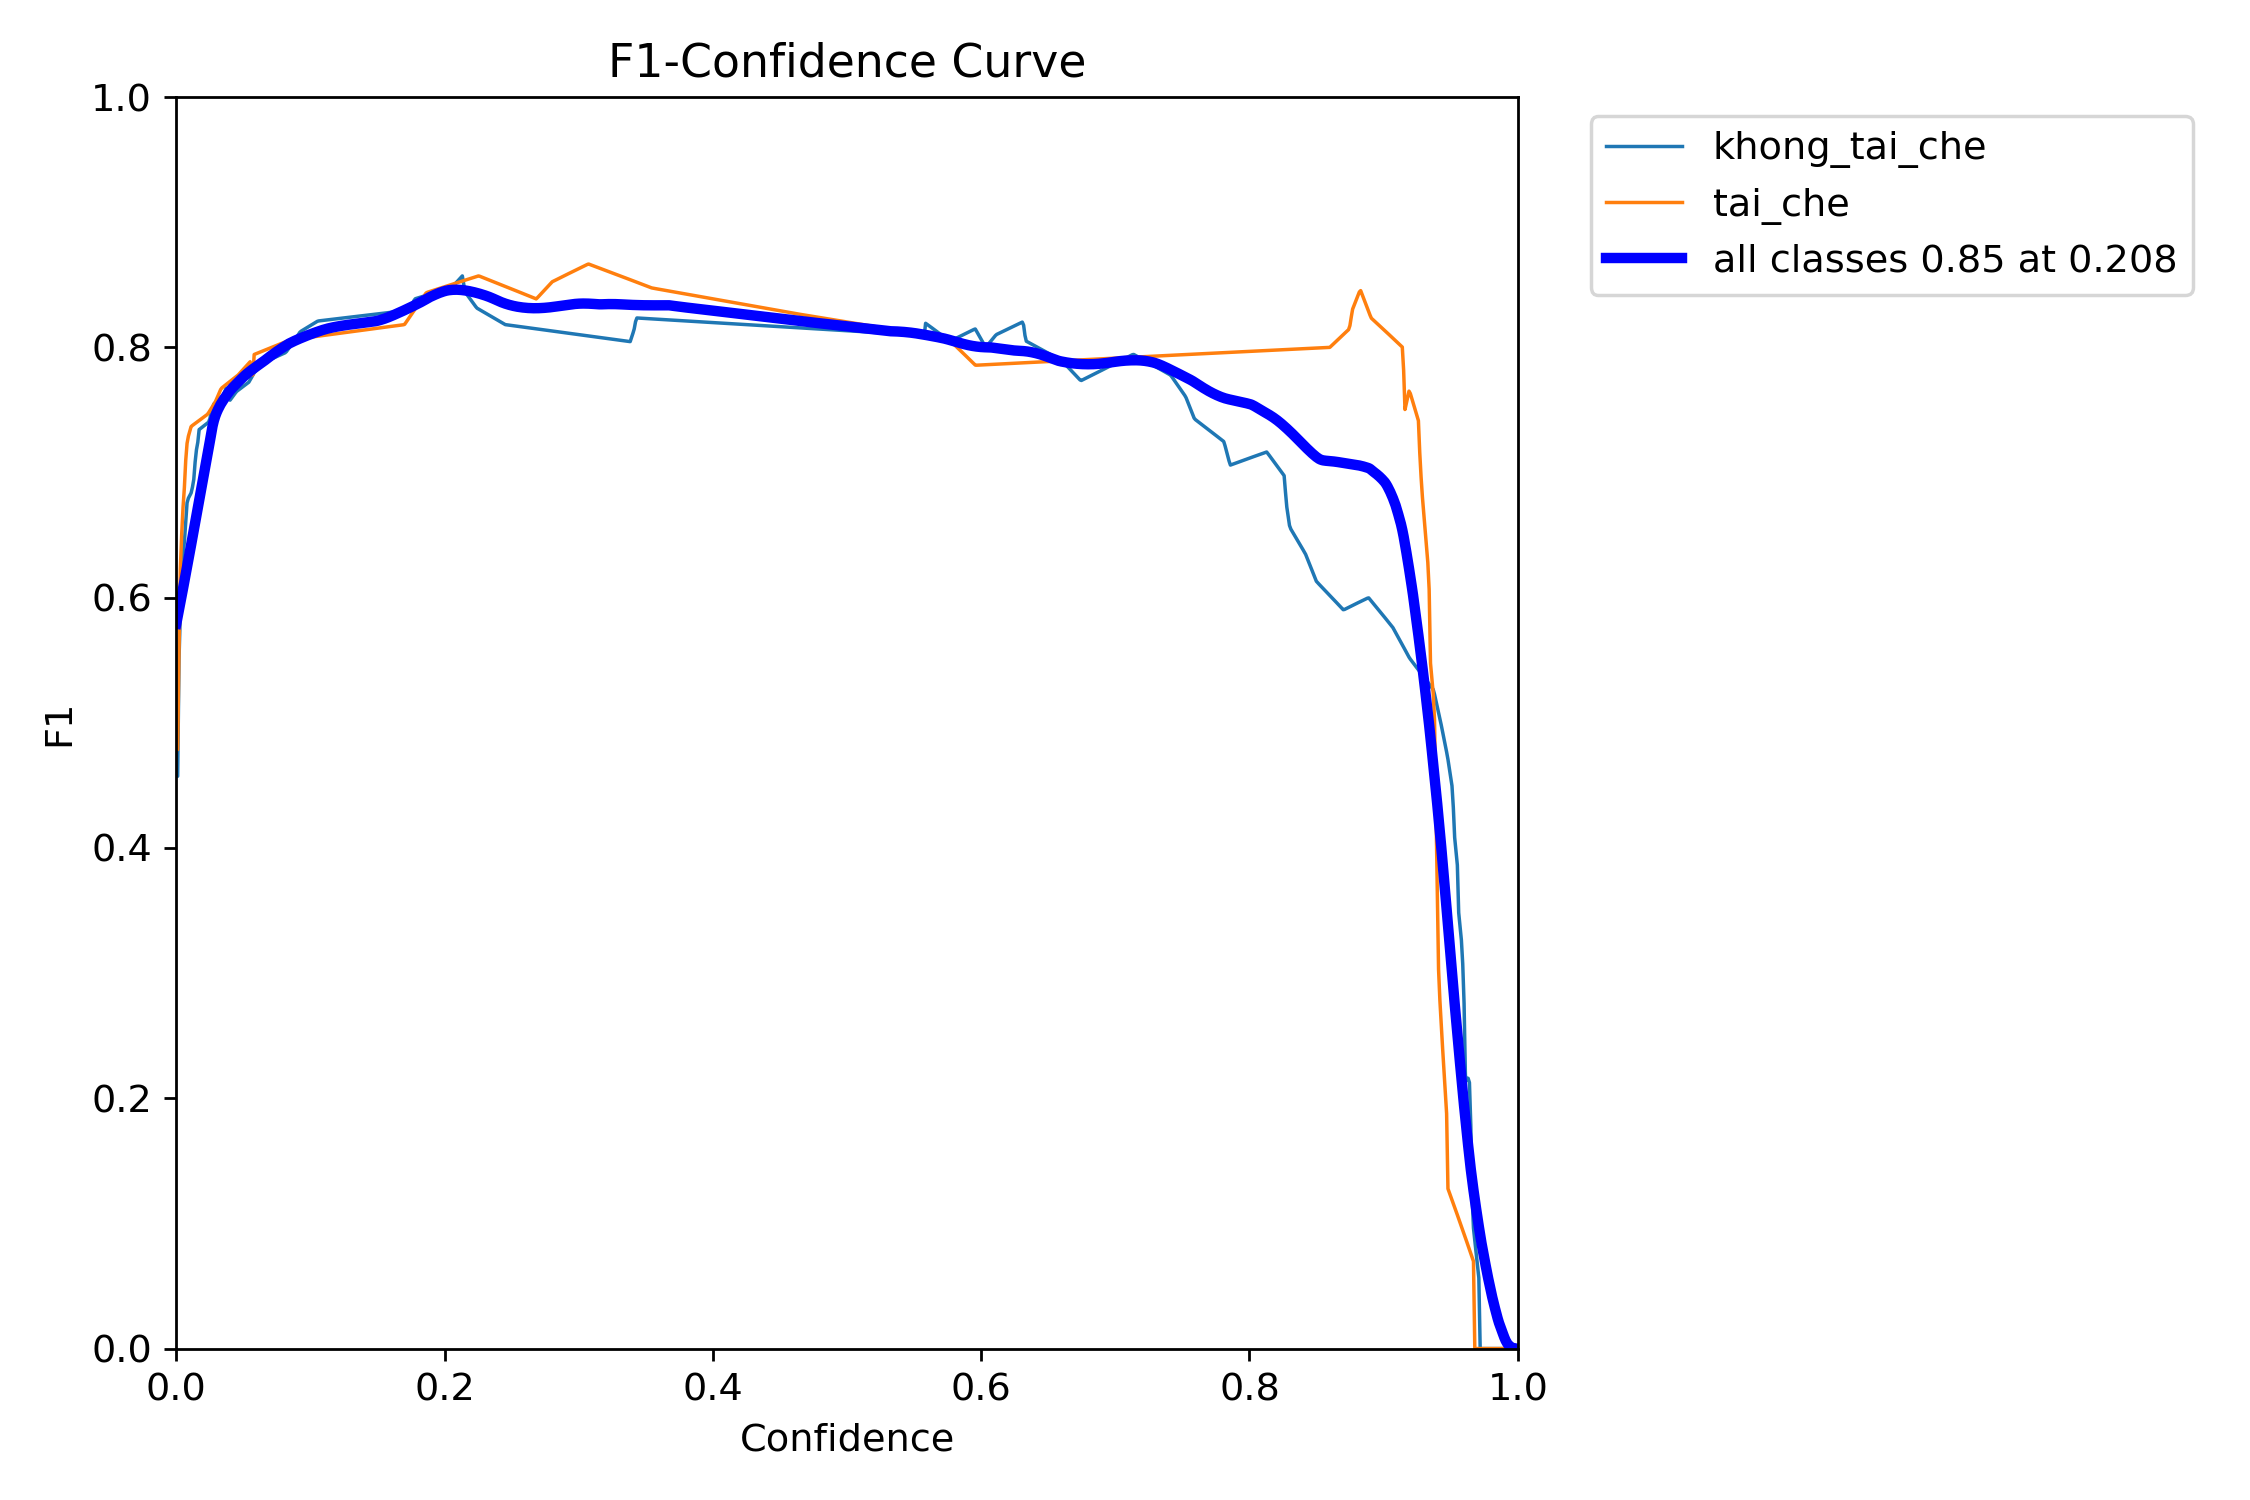 F1-Confidence Curve
1.0
0.8
0.6
0.4
0.2
0.0
F1
0.0 0.2 0.4 0.6 0.8 1.0
Confidence
khong_tai_che
tai_che
all classes 0.85 at 0.208